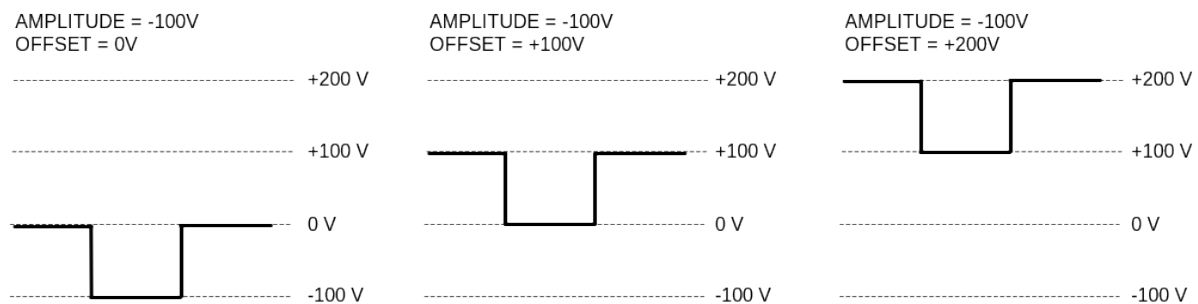 AMPLITUDE = -100V
OFFSET = 0V
+200 V
+100 V
0 V
-100 V
AMPLITUDE = -100V
OFFSET = +100V
+200 V
+100 V
0 V
-100 V
AMPLITUDE = -100V
OFFSET = +200V
+200 V
+100 V
0 V
-100 V